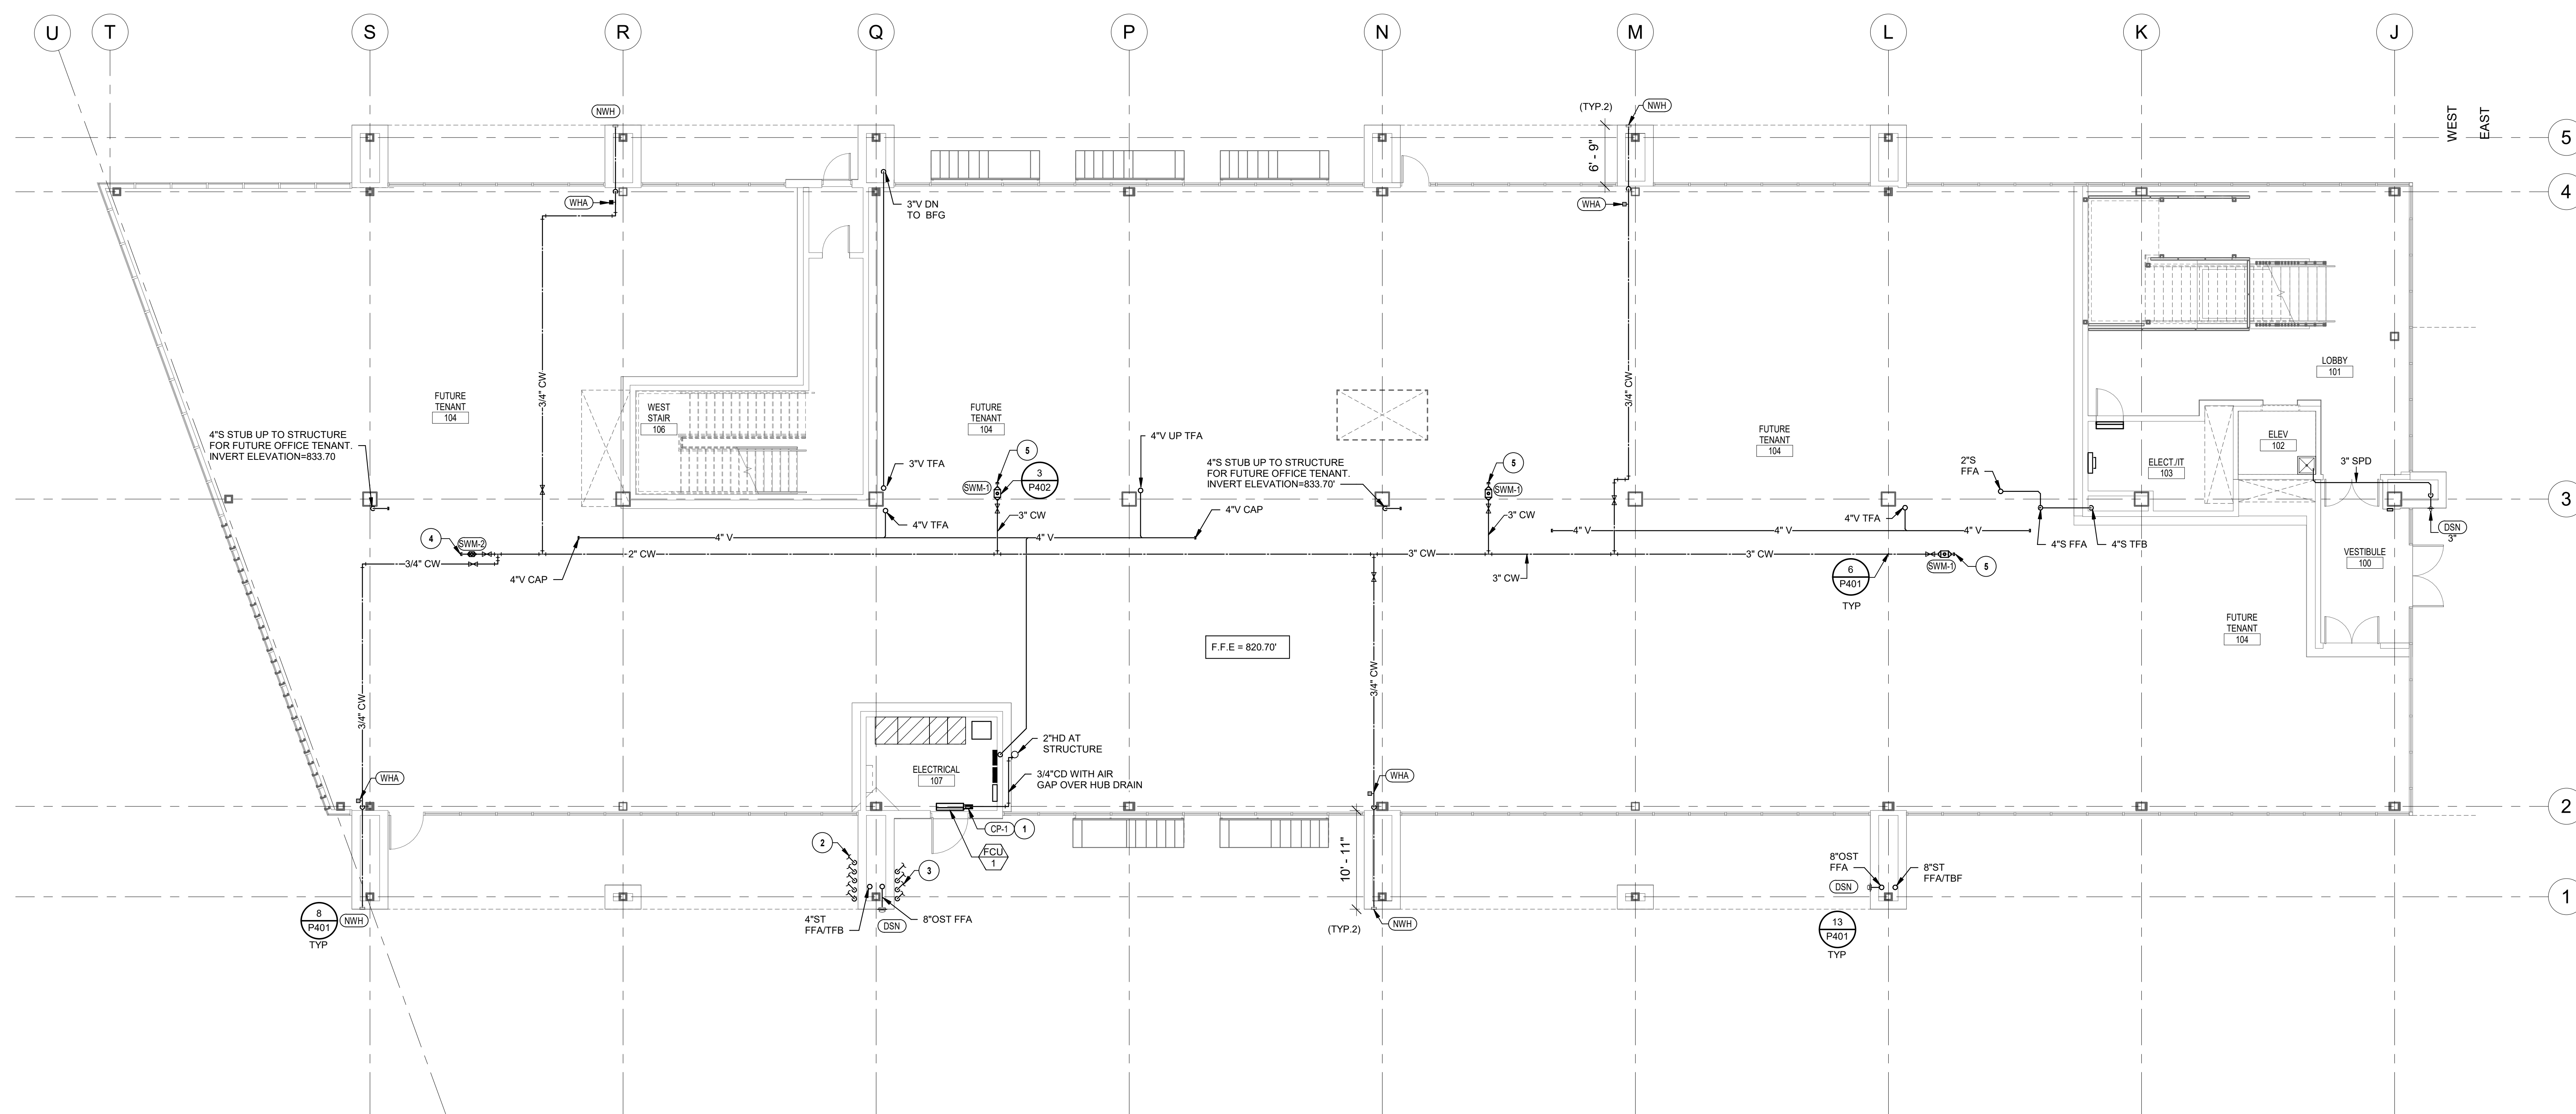 U
T
S
R
Q
P
N
M
L
K
J
WEST
EAST
5
4
3
2
1
NWH
WHA
3"V DN
TO BFG
(TYP.2)
NWH
6' - 9"
WHA
3/4" CW
3/4" CW
LOBBY
101
FUTURE
TENANT
104
WEST
STAIR
106
FUTURE
TENANT
104
FUTURE
TENANT
104
ELEV
102
ELECT./IT
103
3" SPD
4"S STUB UP TO STRUCTURE
FOR FUTURE OFFICE TENANT.
INVERT ELEVATION=833.70
3"V TFA
4"V TFA
5
3
P402
SWM-1
3" CW
4"V UP TFA
4"S STUB UP TO STRUCTURE
FOR FUTURE OFFICE TENANT.
INVERT ELEVATION=833.70'
4"V CAP
5
SWM-1
3" CW
2"S
FFA
4"V TFA
4" V
4" V
4" V
4"S FFA
4"S TFB
DSN
3"
VESTIBULE
100
4
SWM-2
3/4" CW
2" CW
4" V
4" V
4"V CAP
3" CW
3" CW
3" CW
6
P401
TYP
SWM-1
5
FUTURE
TENANT
104
F.F.E = 820.70'
3/4" CW
3/4" CW
WHA
ELECTRICAL
107
2"HD AT
STRUCTURE
3/4"CD WITH AIR
GAP OVER HUB DRAIN
CP-1
1
FCU
1
2
3
4"ST
FFA/TFB
8"OST FFA
DSN
WHA
10' - 11"
(TYP.2)
NWH
8"OST
FFA
8"ST
FFA/TBF
DSN
13
P401
TYP
8
P401
TYP
NWH